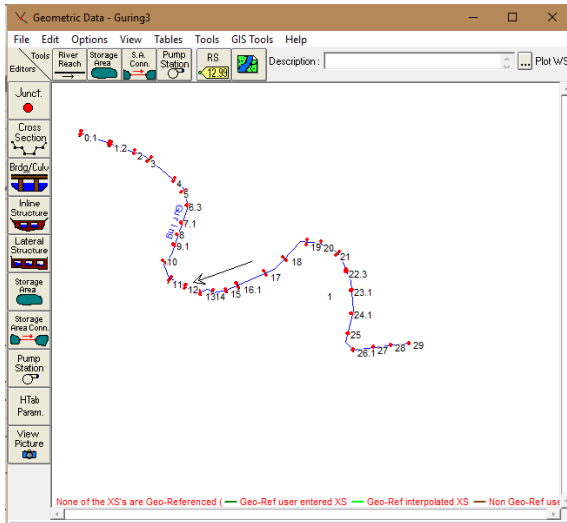 Geometric Data - Guring3
File Edit Options View Tables Tools GIS Tools Help
Tools
Editors
River
Reach
Storage
Area
S.A.
Conn.
Pump
Station
RS
12.99
Description :
...
Plot WS
Junct.
Cross
Section
Brdg/Culv
Inline
Structure
Lateral
Structure
Storage
Area
Storage
Area Conn.
Pump
Station
HTab
Param.
View
Picture
0.1
1.2
2
3
4
5
6.3
7.1
8
9.1
10
11
12
13
14
15
16.1
17
18
19
20
21
22.3
23.1
24.1
25
26.1
27
28
29
Guring
1
None of the XS's are Geo-Referenced ( — Geo-Ref user entered XS — Geo-Ref interpolated XS — Non Geo-Ref use